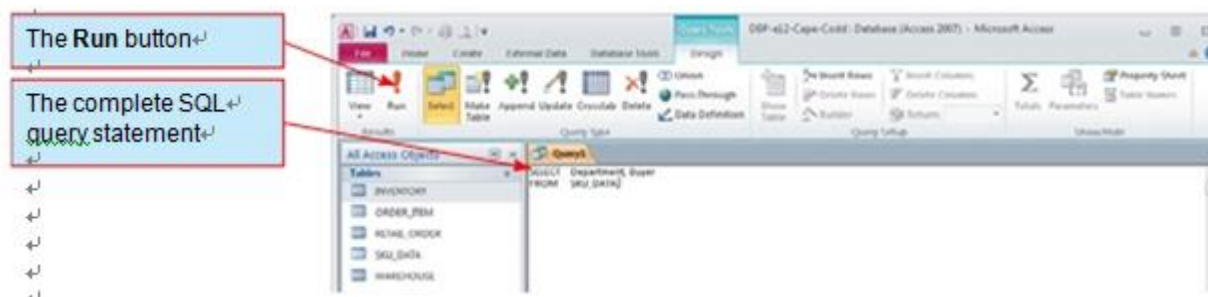 The Run button
The complete SQL
query statement
DBP-e12-Cape-Codd : Database (Access 2007) - Microsoft Access
File Home Create External Data Database Tools Design
View Run Select Make Table Append Update Crosstab Delete
Union
Pass-Through
Data Definition
Show Table
Insert Rows
Delete Rows
Builder
Insert Columns
Delete Columns
Return:
Totals Parameters
Property Sheet
Table Names
Results Query Type Query Setup Show/Hide
All Access Objects
Query1
Tables
INVENTORY
ORDER_ITEM
RETAIL_ORDER
SKU_DATA
WAREHOUSE
SELECT Department, Buyer
FROM SKU_DATA;